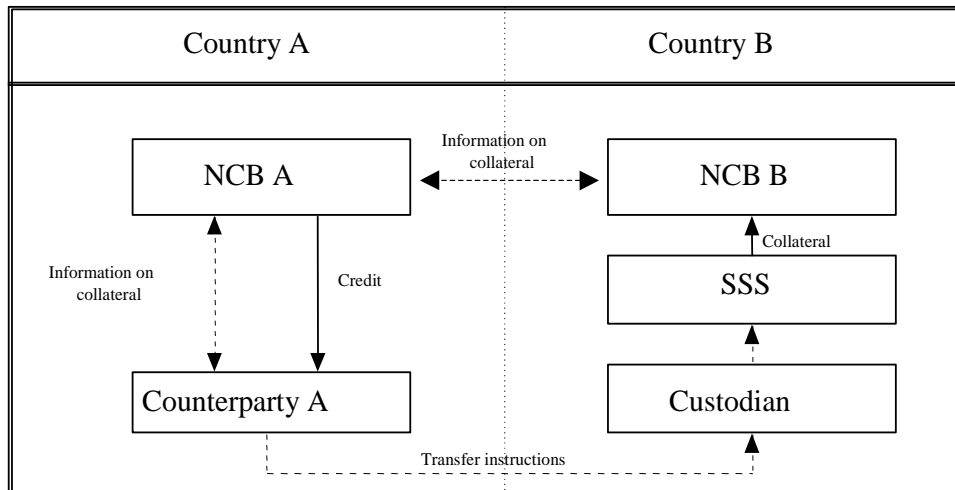 Country A
Country B
Information on
collateral
NCB A
NCB B
Collateral
Information on
collateral
Credit
SSS
Counterparty A
Custodian
Transfer instructions